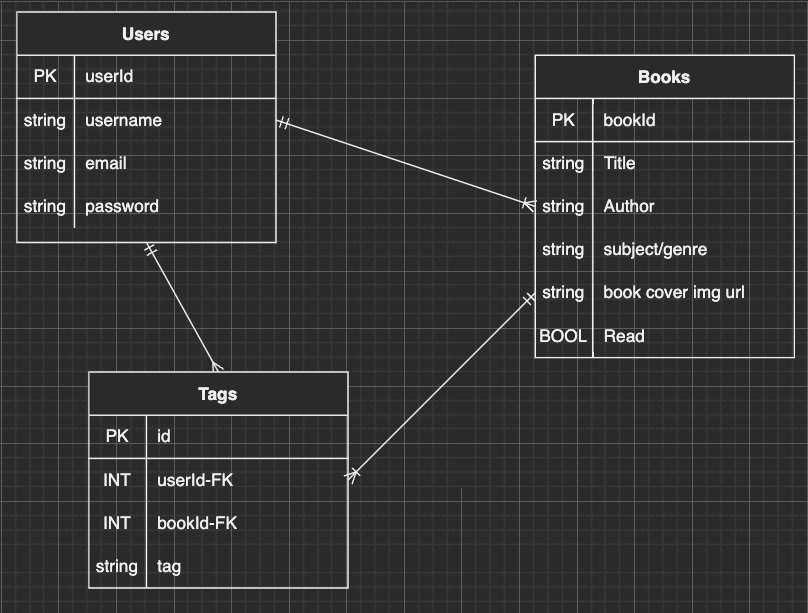 Users
PK userId
string username
string email
string password
Books
PK bookId
string Title
string Author
string subject/genre
string book cover img url
BOOL Read
Tags
PK id
INT userId-FK
INT bookId-FK
string tag